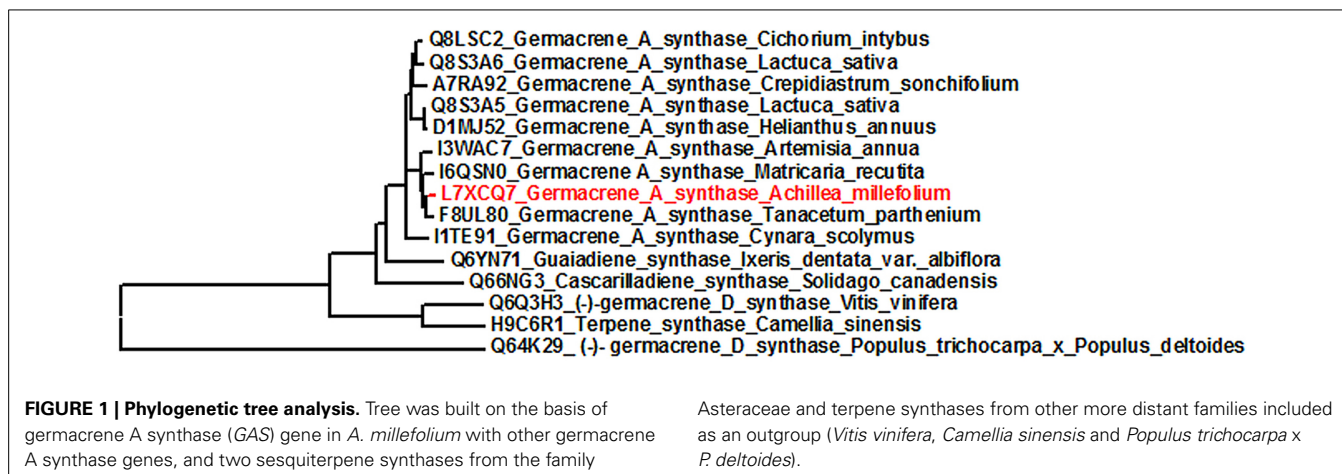 Q8LSC2_Germacrene_A_synthase_Cichorium_intybus
Q8S3A6_Germacrene_A_synthase_Lactuca_sativa
A7RA92_Germacrene_A_synthase_Crepidiastrum_sonchifolium
Q8S3A5_Germacrene_A_synthase_Lactuca_sativa
D1MJ52_Germacrene_A_synthase_Helianthus_annuus
I3WAC7_Germacrene_A_synthase_Artemisia_annua
I6QSN0_Germacrene A_synthase_Matricaria_recutita
L7XCQ7_Germacrene_A_synthase_Achillea_millefolium
F8UL80_Germacrene_A_synthase_Tanacetum_parthenium
I1TE91_Germacrene_A_synthase_Cynara_scolymus
Q6YN71_Guaiadiene_synthase_Ixeris_dentata_var._albiflora
Q66NG3_Cascarilladiene_synthase_Solidago_canadensis
Q6Q3H3_(-)-germacrene_D_synthase_Vitis_vinifera
H9C6R1_Terpene_synthase_Camellia_sinensis
Q64K29_ (-)- germacrene_D_synthase_Populus_trichocarpa_x_Populus_deltoides
FIGURE 1 | Phylogenetic tree analysis. Tree was built on the basis of
germacrene A synthase (GAS) gene in A. millefolium with other germacrene
A synthase genes, and two sesquiterpene synthases from the family
Asteraceae and terpene synthases from other more distant families included
as an outgroup (Vitis vinifera, Camellia sinensis and Populus trichocarpa x
P. deltoides).